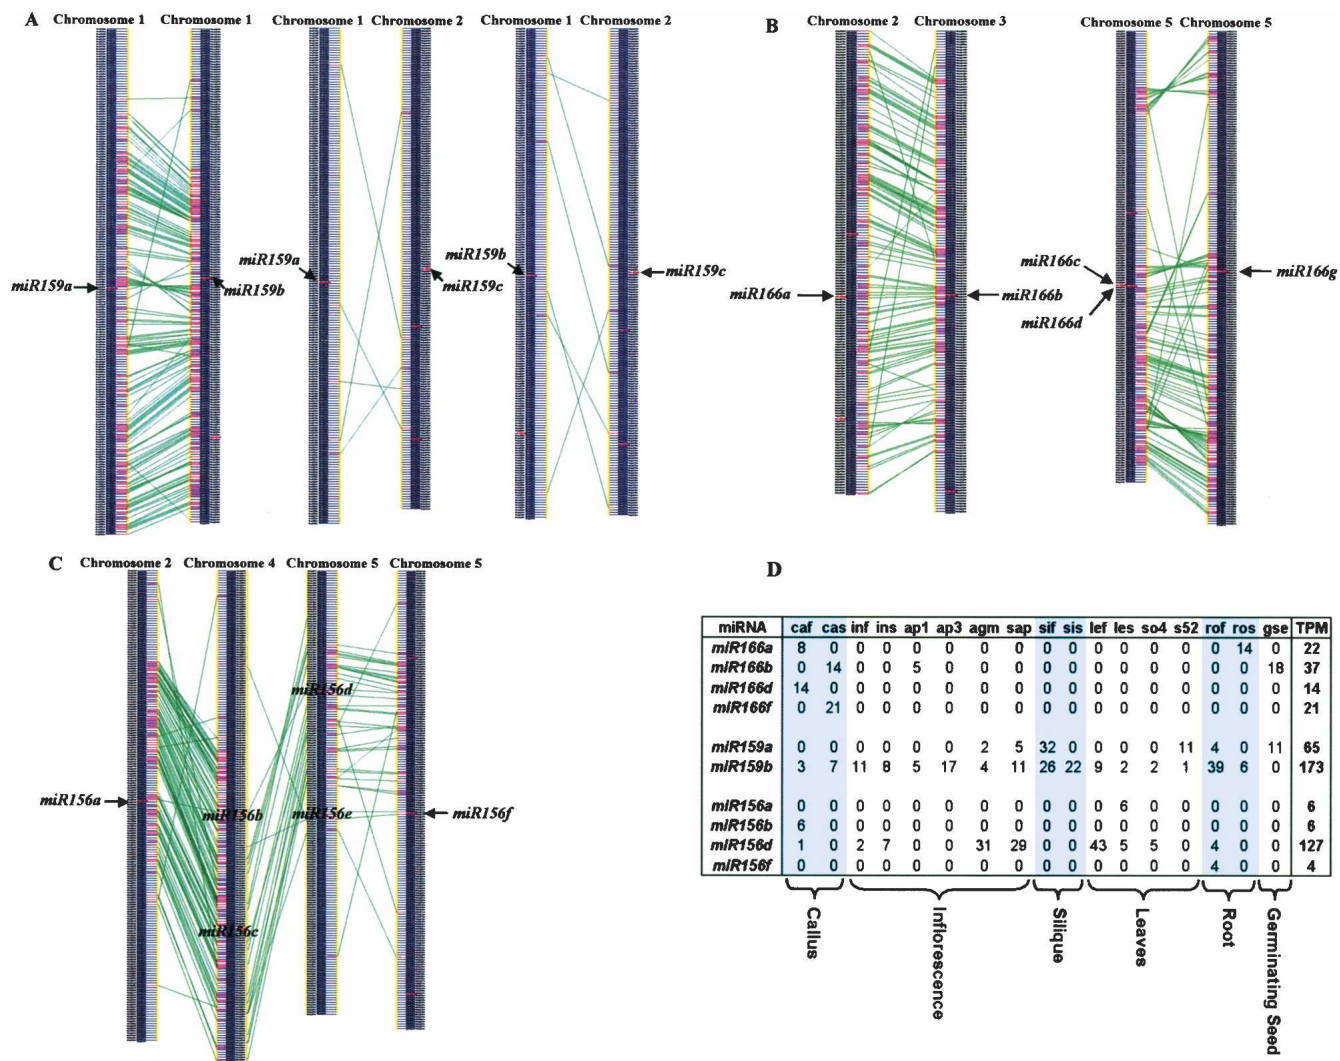 A
Chromosome 1 Chromosome 1 Chromosome 1 Chromosome 2 Chromosome 1 Chromosome 2
miR159a
miR159b
miR159a
miR159c
miR159b
miR159c
B
Chromosome 2 Chromosome 3 Chromosome 5 Chromosome 5
miR166a
miR166b
miR166c
miR166d
miR166g
C
Chromosome 2 Chromosome 4 Chromosome 5 Chromosome 5
miR156a
miR156b
miR156c
miR156d
miR156e
miR156f
D
miRNA caf cas inf ins ap1 ap3 agm sap sif sis lef les so4 s52 rof ros gse TPM
miR166a 8 0 0 0 0 0 0 0 0 0 0 0 0 0 0 14 0 22
miR166b 0 14 0 0 5 0 0 0 0 0 0 0 0 0 0 0 18 37
miR166d 14 0 0 0 0 0 0 0 0 0 0 0 0 0 0 0 0 14
miR166f 0 21 0 0 0 0 0 0 0 0 0 0 0 0 0 0 0 21
miR159a 0 0 0 0 0 0 2 5 32 0 0 0 0 11 4 0 11 65
miR159b 3 7 11 8 5 17 4 11 26 22 9 2 2 1 39 6 0 173
miR156a 0 0 0 0 0 0 0 0 0 0 0 6 0 0 0 0 0 6
miR156b 6 0 0 0 0 0 0 0 0 0 0 0 0 0 0 0 0 6
miR156d 1 0 2 7 0 0 31 29 0 0 43 5 5 0 4 0 0 127
miR156f 0 0 0 0 0 0 0 0 0 0 0 0 0 0 4 0 0 4
Callus
Inflorescence
Silique
Leaves
Root
Germinating Seed